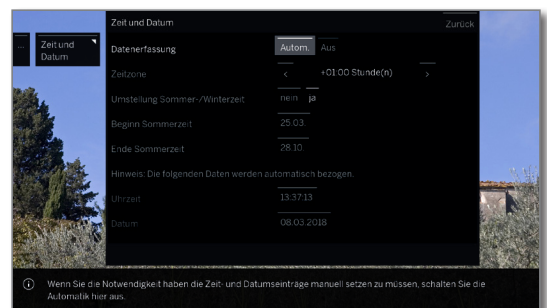 Zeit und Datum Zurück
... Zeit und Datum
Datenerfassung Autom. Aus
Zeitzone < +01:00 Stunde(n) >
Umstellung Sommer-/Winterzeit nein ja
Beginn Sommerzeit 25.03.
Ende Sommerzeit 28.10.
Hinweis: Die folgenden Daten werden automatisch bezogen.
Uhrzeit 13:37:13
Datum 08.03.2018
Wenn Sie die Notwendigkeit haben die Zeit- und Datumseinträge manuell setzen zu müssen, schalten Sie die
Automatik hier aus.